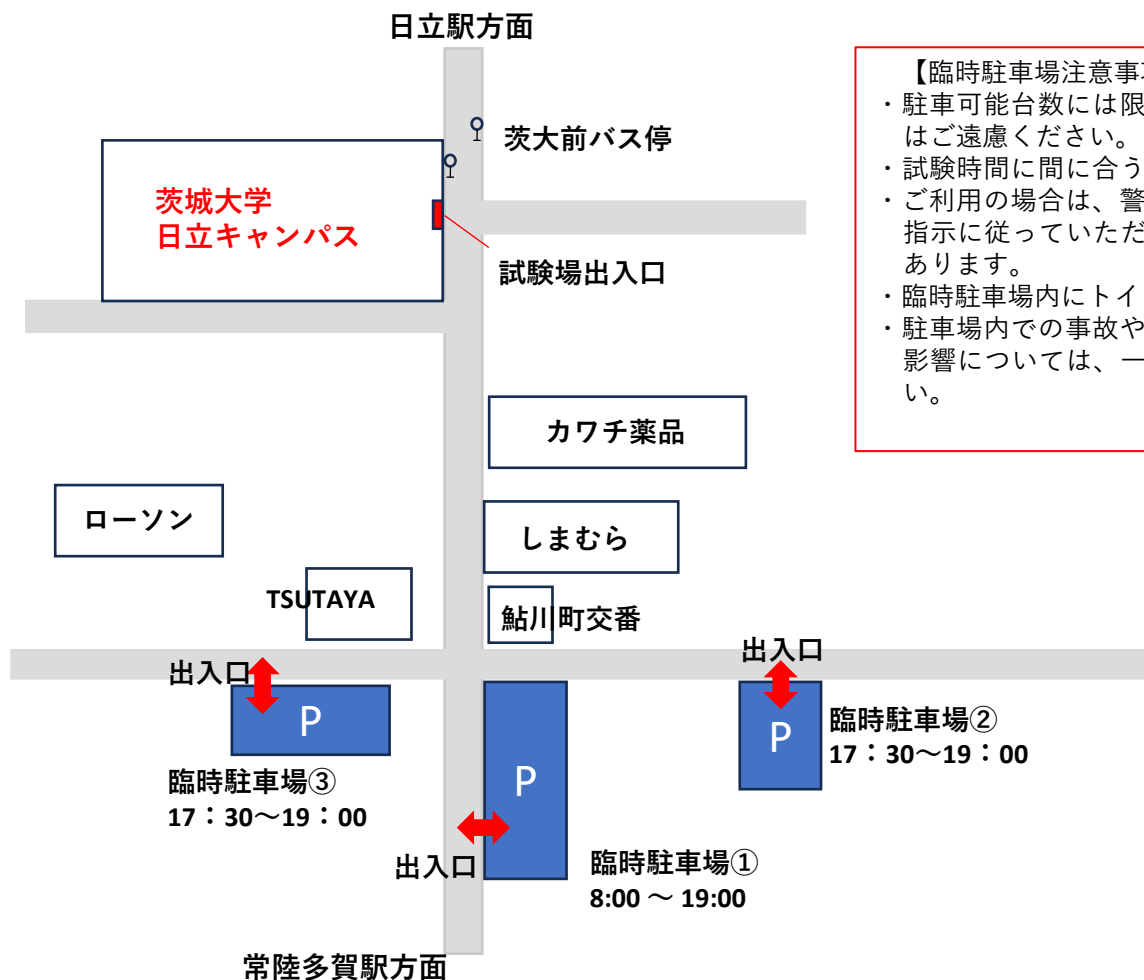 日立駅方面
茨大前バス停
茨城大学
日立キャンパス
試験場出入口
【臨時駐車場注意事
・駐車可能台数には限
はご遠慮ください。
・試験時間に間に合う
・ご利用の場合は、警
指示に従っていただ
あります。
・臨時駐車場内にトイ
・駐車場内での事故や
影響については、一
い。
カワチ薬品
ローソン
しまむら
TSUTAYA
鮎川町交番
出入口
出入口
P
P
P
臨時駐車場②
17：30～19：00
臨時駐車場③
17：30～19：00
出入口
臨時駐車場①
8:00 ～ 19:00
常陸多賀駅方面